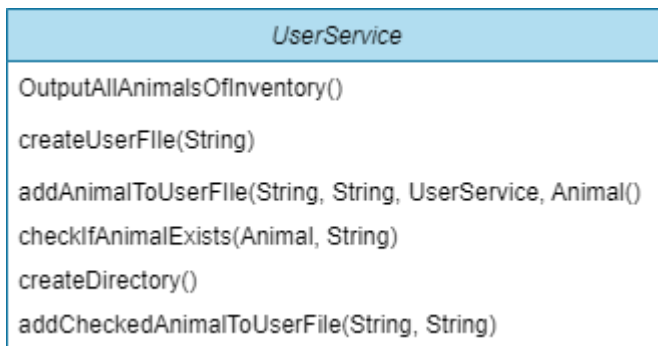 UserService
OutputAllAnimalsOfInventory()
createUserFIle(String)
addAnimalToUserFIle(String, String, UserService, Animal()
checkIfAnimalExists(Animal, String)
createDirectory()
addCheckedAnimalToUserFile(String, String)